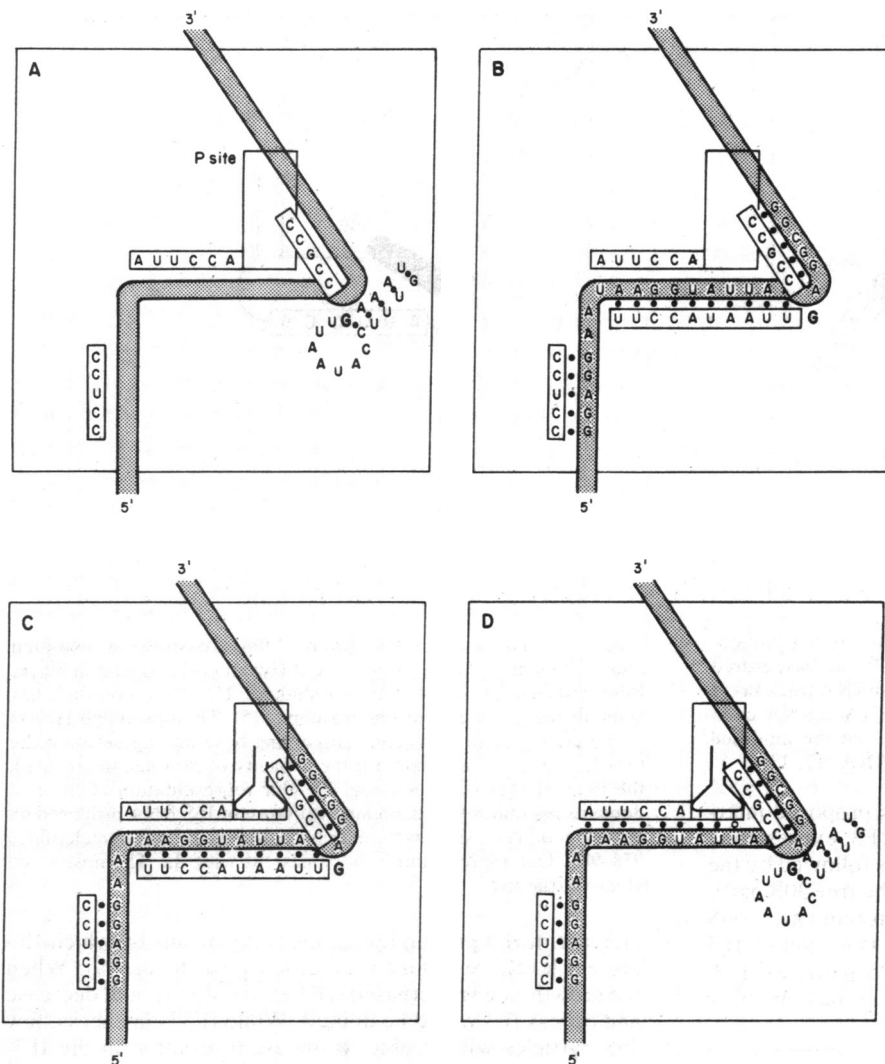 3'
A
P site
C C G C C
A U U C C A
U G
A U
A U
A U
G C
U U A A U A C
C C U C C
5'
3'
B
G G C G G G A
C C G C C
A U U C C A
U A A G G U A U U A
U U C C A U A A U U G
A A G G A G G
C C U C C
5'
3'
C
G G C G G G A
C C G C C
A U U C C A
U A A G G U A U U A
U U C C A U A A U U G
A A G G A G G
C C U C C
5'
3'
D
G G C G G G A
C C G C C
A U U C C A
U A A G G U A U U A
U G
A U
A U
A U
G C
U U A A U A C
A A G G A G G
C C U C C
5'